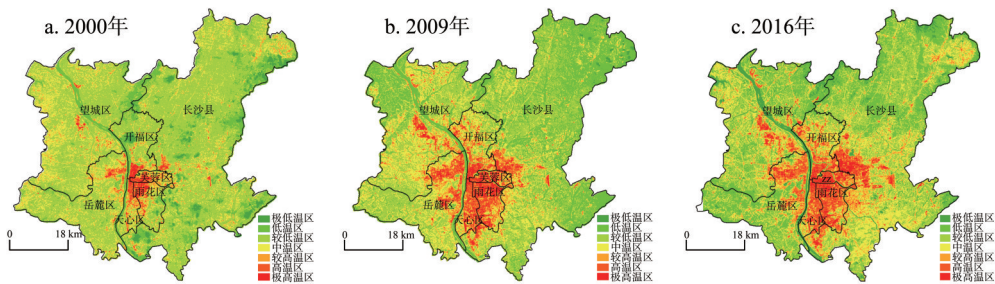 a. 2000年
望城区
长沙县
开福区
芙蓉区
雨花区
岳麓区
天心区
0 18 km
极低温区
低温区
较低温区
中温区
较高温区
高温区
极高温区
b. 2009年
望城区
长沙县
开福区
芙蓉区
雨花区
岳麓区
天心区
0 18 km
极低温区
低温区
较低温区
中温区
较高温区
高温区
极高温区
c. 2016年
望城区
长沙县
开福区
雨花区
岳麓区
天心区
0 18 km
极低温区
低温区
较低温区
中温区
较高温区
高温区
极高温区